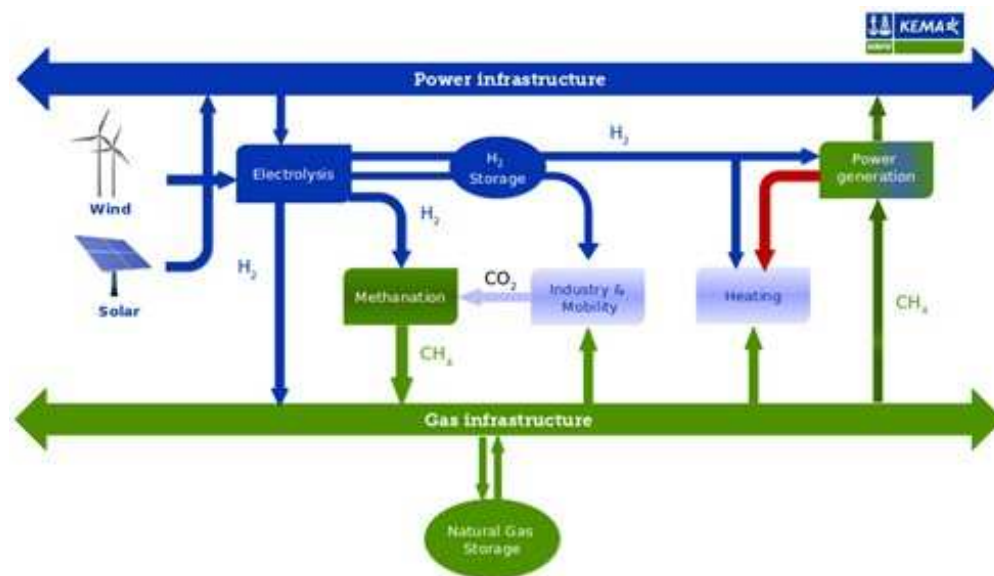 KEMA
Power infrastructure
H₂
H₂
Storage
Power
generation
Electrolysis
Wind
H₂
H₂
CO₂
Methanation
Industry &
Mobility
Heating
Solar
CH₄
CH₄
Gas infrastructure
Natural Gas
Storage